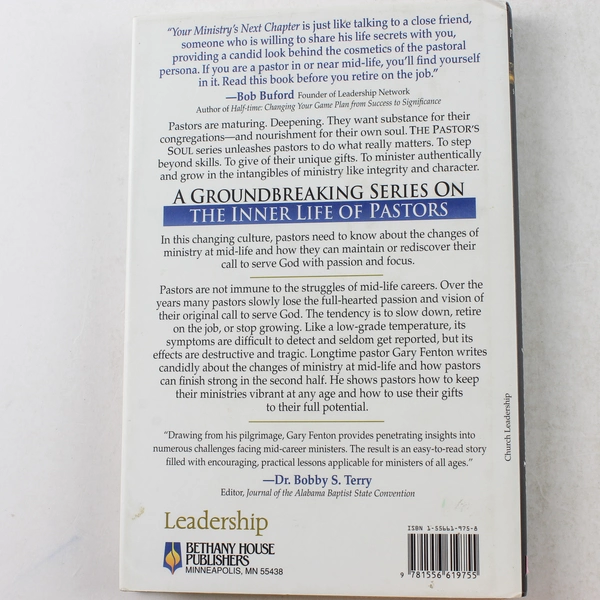 "Your Ministry's Next Chapter is just like talking to a close friend,
someone who is willing to share his life secrets with you,
providing a candid look behind the cosmetics of the pastoral
persona. If you are a pastor in or near mid-life, you'll find yourself
in it. Read this book before you retire on the job."
—Bob Buford Founder of Leadership Network
Author of Half-time: Changing Your Game Plan from Success to Significance
Pastors are maturing. Deepening. They want substance for their
congregations—and nourishment for their own soul. THE PASTOR'S
SOUL series unleashes pastors to do what really matters. To step
beyond skills. To give of their unique gifts. To minister authentically
and grow in the intangibles of ministry like integrity and character.
A GROUNDBREAKING SERIES ON
THE INNER LIFE OF PASTORS
In this changing culture, pastors need to know about the changes of
ministry at mid-life and how they can maintain or rediscover their
call to serve God with passion and focus.
Pastors are not immune to the struggles of mid-life careers. Over the
years many pastors slowly lose the full-hearted passion and vision of
their original call to serve God. The tendency is to slow down, retire
on the job, or stop growing. Like a low-grade temperature, its
symptoms are difficult to detect and seldom get reported, but its
effects are destructive and tragic. Longtime pastor Gary Fenton writes
candidly about the changes of ministry at mid-life and how pastors
can finish strong in the second half. He shows pastors how to keep
their ministries vibrant at any age and how to use their gifts
to their full potential.
"Drawing from his pilgrimage, Gary Fenton provides penetrating insights into
numerous challenges facing mid-career ministers. The result is an easy-to-read story
filled with encouraging, practical lessons applicable for ministers of all ages."
—Dr. Bobby S. Terry
Editor, Journal of the Alabama Baptist State Convention
Church Leadership
Leadership
BETHANY HOUSE
PUBLISHERS
MINNEAPOLIS, MN 55438
ISBN 1-55661-975-8
9 781556 619755